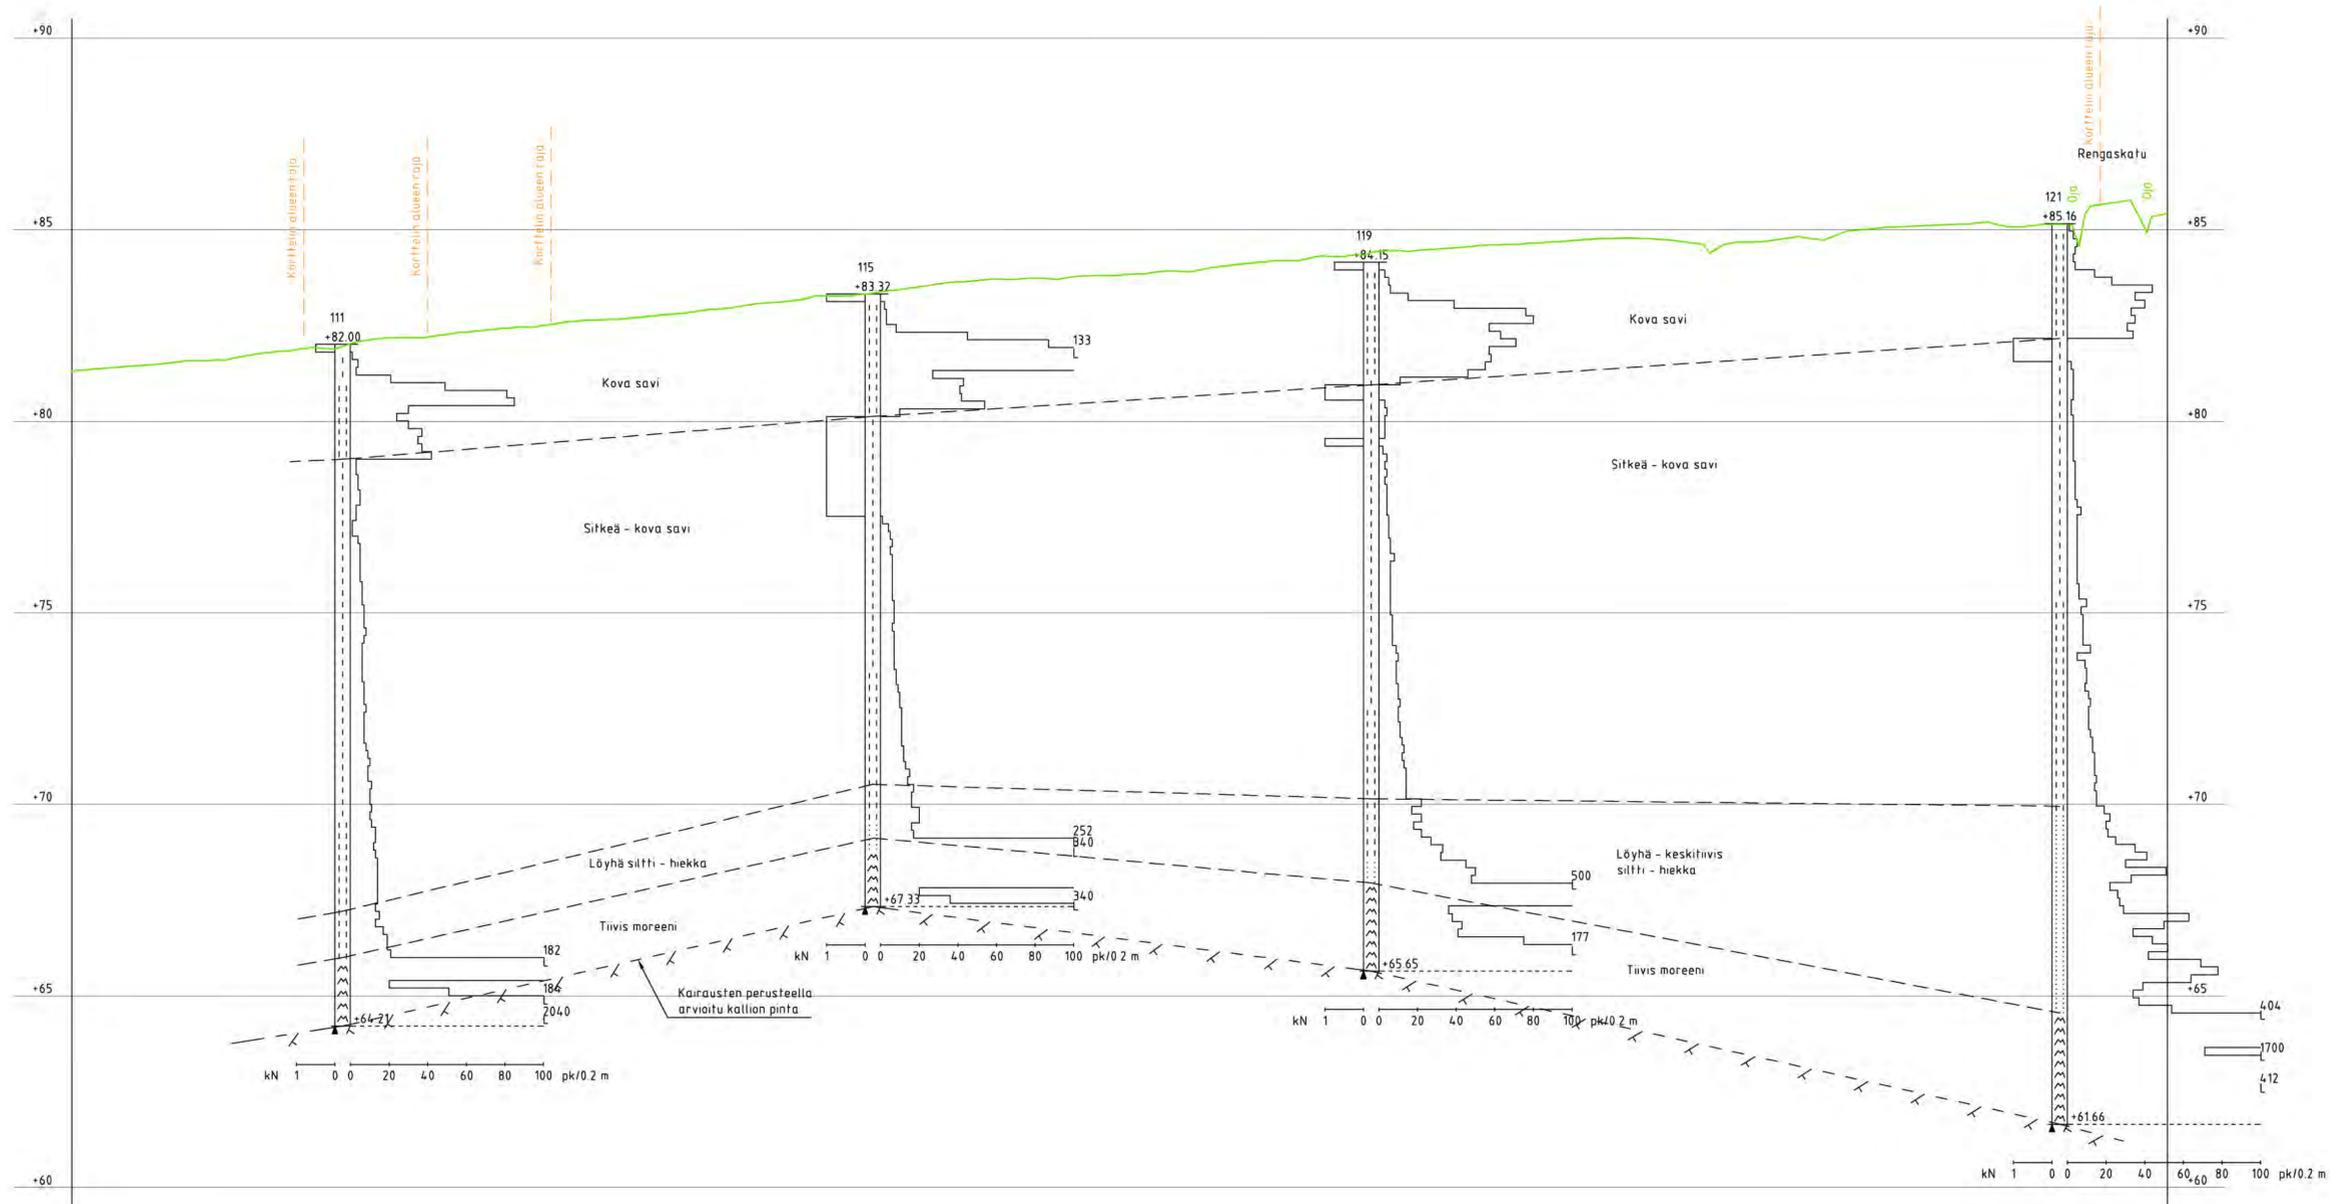 +90
+90
Korttelin alueen raja
Rengaskatu
Korttelin alueen raja
Korttelin alueen raja
Korttelin alueen raja
Oja
Oja
121
+85.16
+85
+85
119
+84.15
115
+83.32
111
+82.00
Kova savi
133
Kova savi
+80
+80
Sitkeä - kova savi
Sitkeä - kova savi
+75
+75
+70
+70
252
340
Löyhä siltti - hiekka
Löyhä - keskitiivis
siltti - hiekka
500
340
+67.33
Tiivis moreeni
177
182
kN 1 0 0 20 40 60 80 100 pk/0.2 m
+65.65
Tiivis moreeni
184
+65
+65
Kairausten perusteella
arvioitu kallion pinta
2040
+64.21
404
kN 1 0 0 20 40 60 80 100 pk/0.2 m
1700
kN 1 0 0 20 40 60 80 100 pk/0.2 m
412
+61.66
kN 1 0 0 20 40 60 80 100 pk/0.2 m
+60
+60